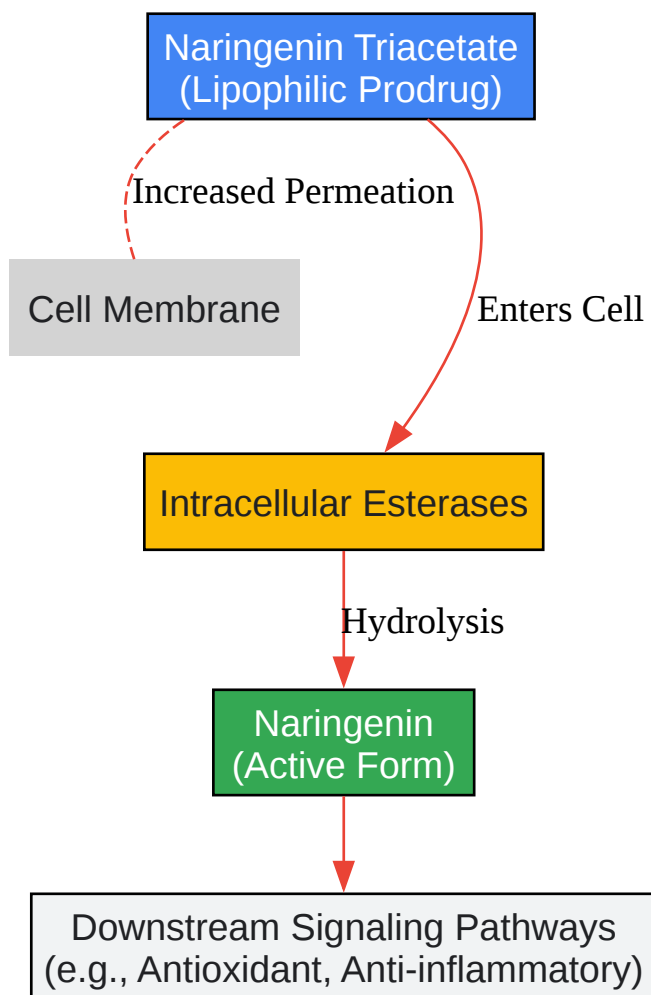 Naringenin Triacetate
(Lipophilic Prodrug)
Increased Permeation
Cell Membrane
Enters Cell
Intracellular Esterases
Hydrolysis
Naringenin
(Active Form)
Downstream Signaling Pathways
(e.g., Antioxidant, Anti-inflammatory)